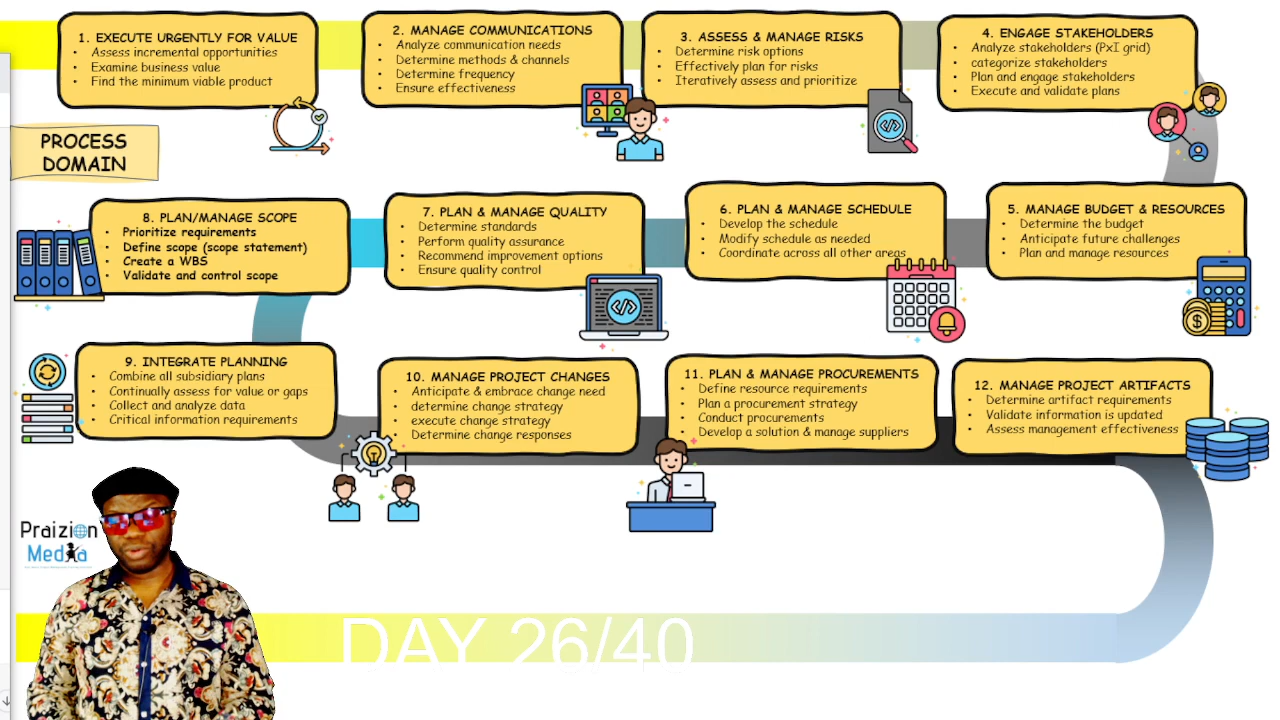 1. EXECUTE URGENTLY FOR VALUE
• Assess incremental opportunities
• Examine business value
• Find the minimum viable product
2. MANAGE COMMUNICATIONS
• Analyze communication needs
• Determine methods & channels
• Determine frequency
• Ensure effectiveness
3. ASSESS & MANAGE RISKS
• Determine risk options
• Effectively plan for risks
• Iteratively assess and prioritize
4. ENGAGE STAKEHOLDERS
• Analyze stakeholders (PxI grid)
• categorize stakeholders
• Plan and engage stakeholders
• Execute and validate plans
PROCESS
DOMAIN
8. PLAN/MANAGE SCOPE
• Prioritize requirements
• Define scope (scope statement)
• Create a WBS
• Validate and control scope
7. PLAN & MANAGE QUALITY
• Determine standards
• Perform quality assurance
• Recommend improvement options
• Ensure quality control
6. PLAN & MANAGE SCHEDULE
• Develop the schedule
• Modify schedule as needed
• Coordinate across all other areas
5. MANAGE BUDGET & RESOURCES
• Determine the budget
• Anticipate future challenges
• Plan and manage resources
9. INTEGRATE PLANNING
• Combine all subsidiary plans
• Continually assess for value or gaps
• Collect and analyze data
• Critical information requirements
10. MANAGE PROJECT CHANGES
• Anticipate & embrace change need
• determine change strategy
• execute change strategy
• Determine change responses
11. PLAN & MANAGE PROCUREMENTS
• Define resource requirements
• Plan a procurement strategy
• Conduct procurements
• Develop a solution & manage suppliers
12. MANAGE PROJECT ARTIFACTS
• Determine artifact requirements
• Validate information is updated
• Assess management effectiveness
Praizion
Media
DAY 26/40